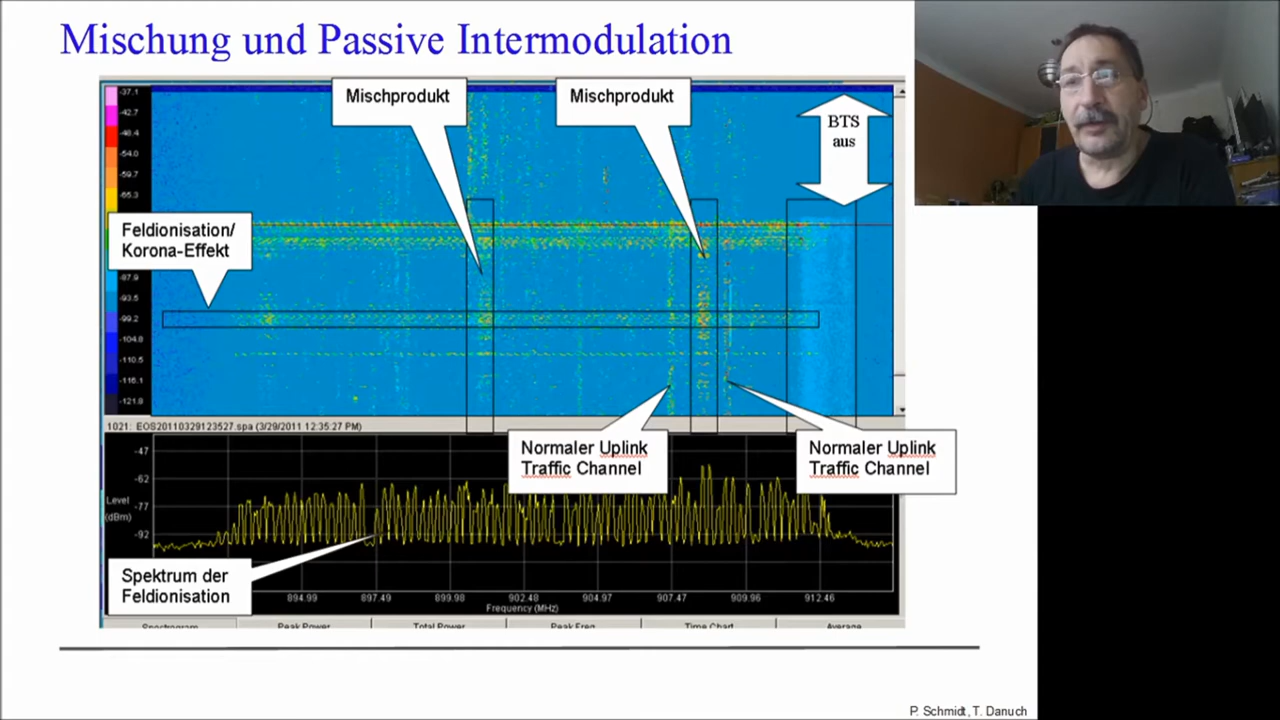 Mischung und Passive Intermodulation
Mischprodukt
Mischprodukt
BTS
aus
Feldionisation/
Korona-Effekt
-37.1
-42.7
-48.4
-54.0
-59.7
-65.3
-87.9
-93.5
-99.2
-104.8
-110.5
-116.1
-121.8
1021: EOS20110329123527.spa (3/29/2011 12:35:27 PM)
Normaler Uplink
Traffic Channel
Normaler Uplink
Traffic Channel
-47
-62
-77
-92
Level
(dBm)
Spektrum der
Feldionisation
894.99 897.49 899.98 902.48 904.97 907.47 909.96 912.46
Frequency (MHz)
Spectrogram Peak Power Total Power Peak Freq. Time Chart Average
P. Schmidt, T. Danuch